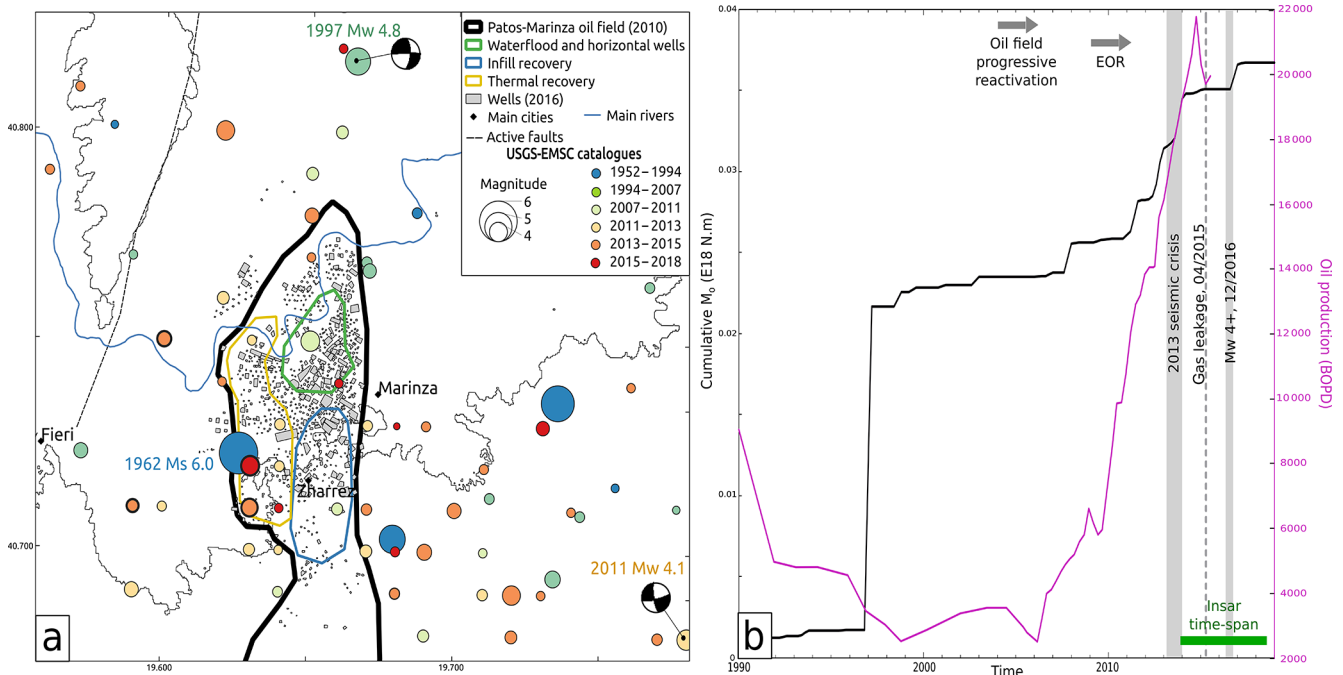 1997 Mw 4.8
Patos-Marinza oil field (2010)
Waterflood and horizontal wells
Infill recovery
Thermal recovery
Wells (2016)
Main cities
Main rivers
Active faults
USGS-EMSC catalogues
Magnitude
6
5
4
1952–1994
1994–2007
2007–2011
2011–2013
2013–2015
2015–2018
40.800
40.700
Marinza
Fieri
1962 Ms 6.0
Zharrez
2011 Mw 4.1
a
19.600
19.700
0.04
0.03
0.02
0.01
0
Cumulative M₀ (E18 N.m)
Oil field
progressive
reactivation
EOR
2013 seismic crisis
Gas leakage, 04/2015
Mw 4+, 12/2016
Insar
time-span
b
1990
2000
2010
Time
22000
20000
18000
16000
14000
12000
10000
8000
6000
4000
2000
Oil production (BOPD)